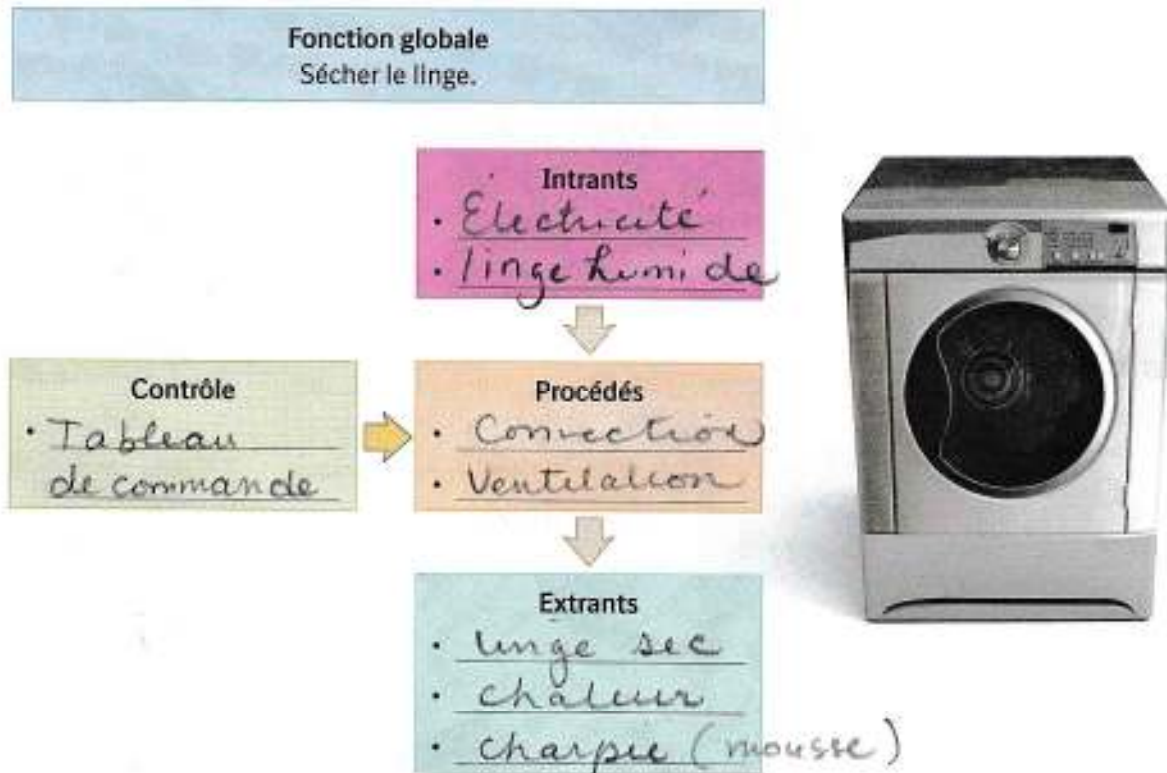 Fonction globale
Sécher le linge.
Intrants
• Électricité
• linge humide
Contrôle
• Tableau
de commande
Procédés
• Convection
• Ventilation
Extrants
• linge sec
• chaleur
• charpie (mousse)